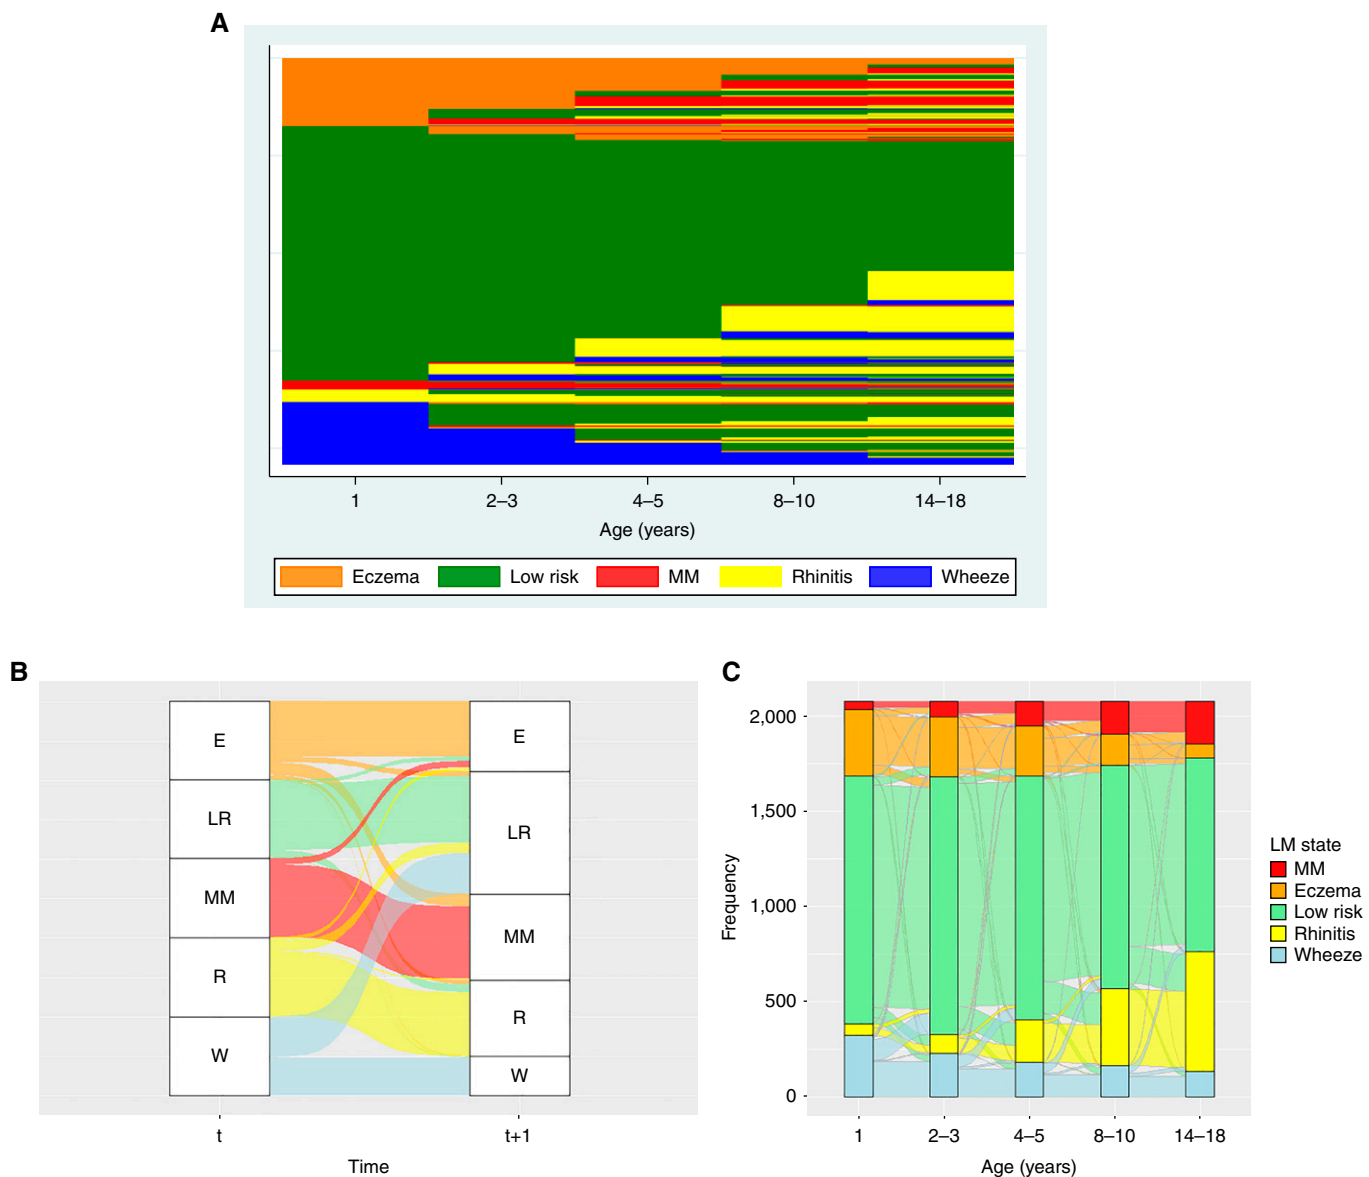 A
1 2–3 4–5 8–10 14–18
Age (years)
Eczema Low risk MM Rhinitis Wheeze
B
E
LR
MM
R
W
E
LR
MM
R
W
t t+1
Time
C
2,000
1,500
1,000
500
0
Frequency
1 2–3 4–5 8–10 14–18
Age (years)
LM state
MM
Eczema
Low risk
Rhinitis
Wheeze